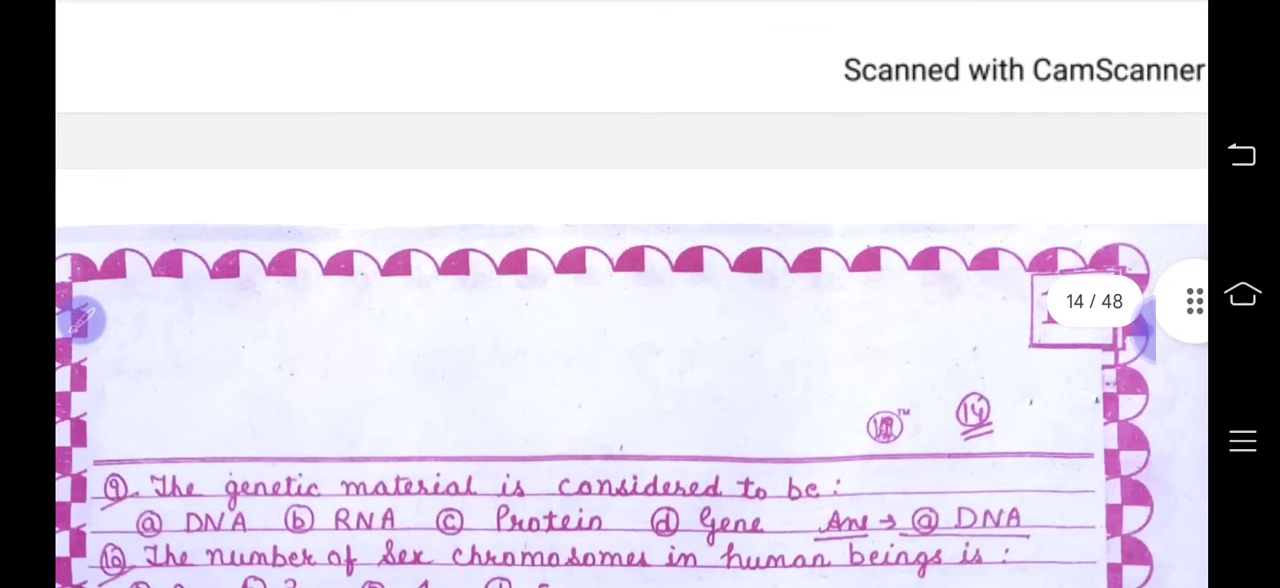 Scanned with CamScanner
14 / 48
TM
14
9. The genetic material is considered to be :
(a) DNA (b) RNA (c) Protein (d) Gene Ans → (a) DNA
10. The number of Sex chromosomes in human beings is :